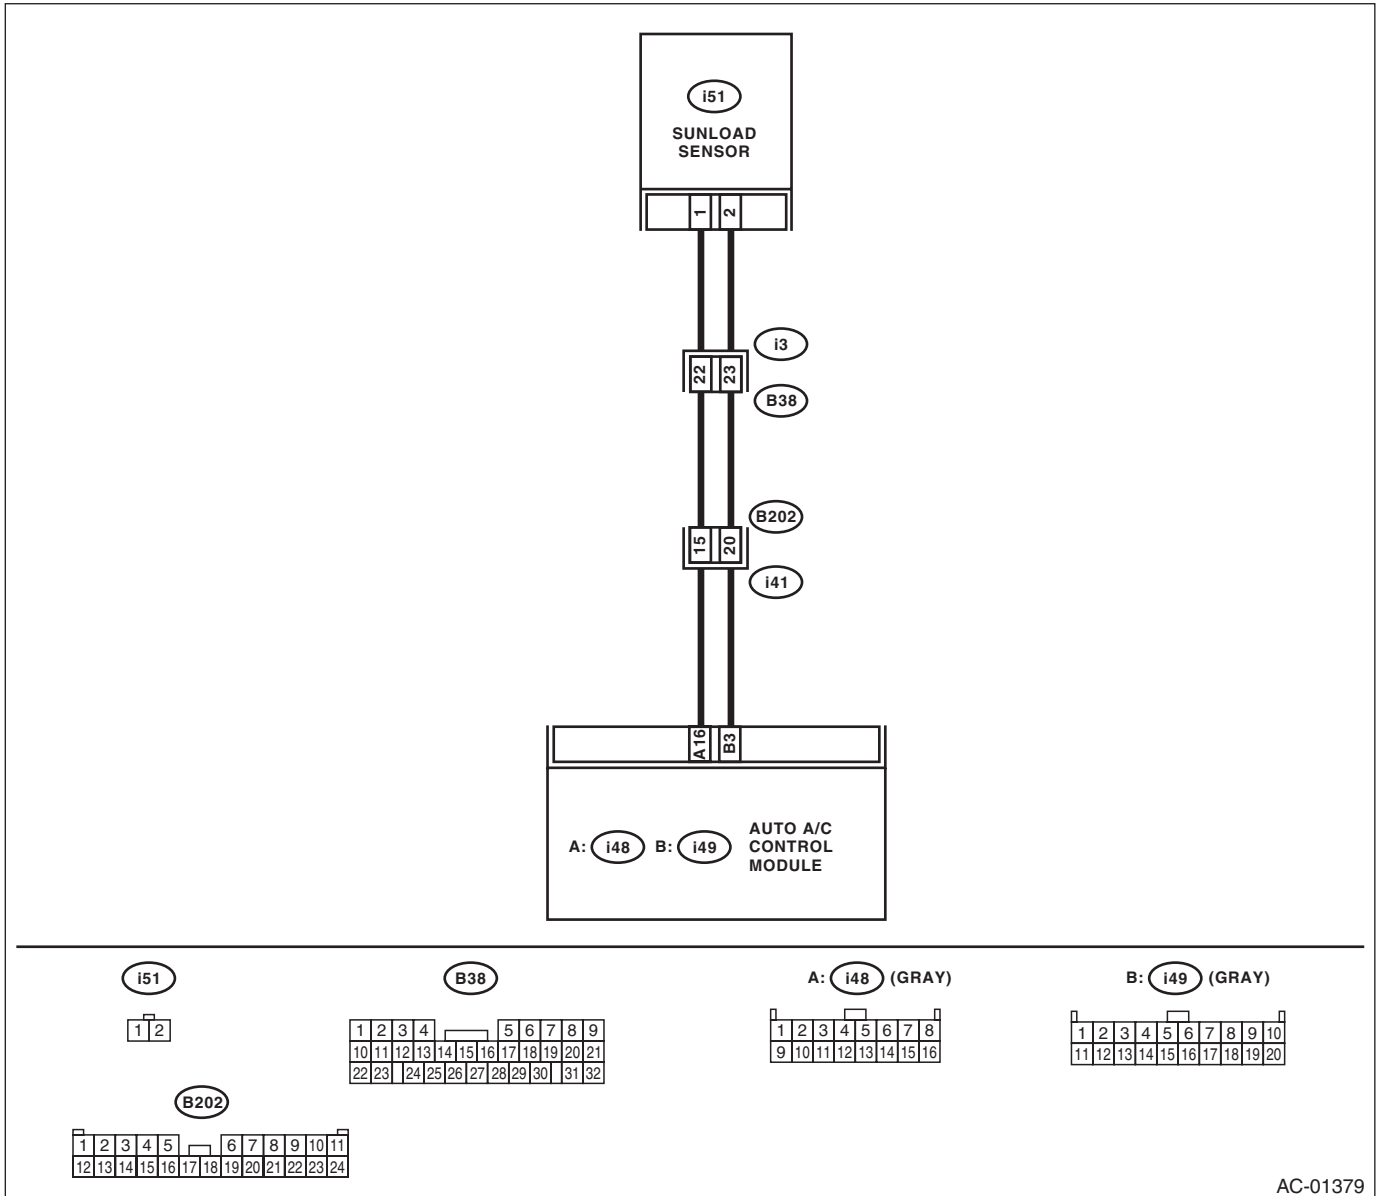 i51
SUNLOAD
SENSOR
1 2
i3
22 23
B38
B202
15 20
i41
A16 B3
A: i48 B: i49
AUTO A/C
CONTROL
MODULE
i51
1 2
B38
1 2 3 4 5 6 7 8 9
10 11 12 13 14 15 16 17 18 19 20 21
22 23 24 25 26 27 28 29 30 31 32
A: i48 (GRAY)
1 2 3 4 5 6 7 8
9 10 11 12 13 14 15 16
B: i49 (GRAY)
1 2 3 4 5 6 7 8 9 10
11 12 13 14 15 16 17 18 19 20
B202
1 2 3 4 5 6 7 8 9 10 11
12 13 14 15 16 17 18 19 20 21 22 23 24
AC-01379